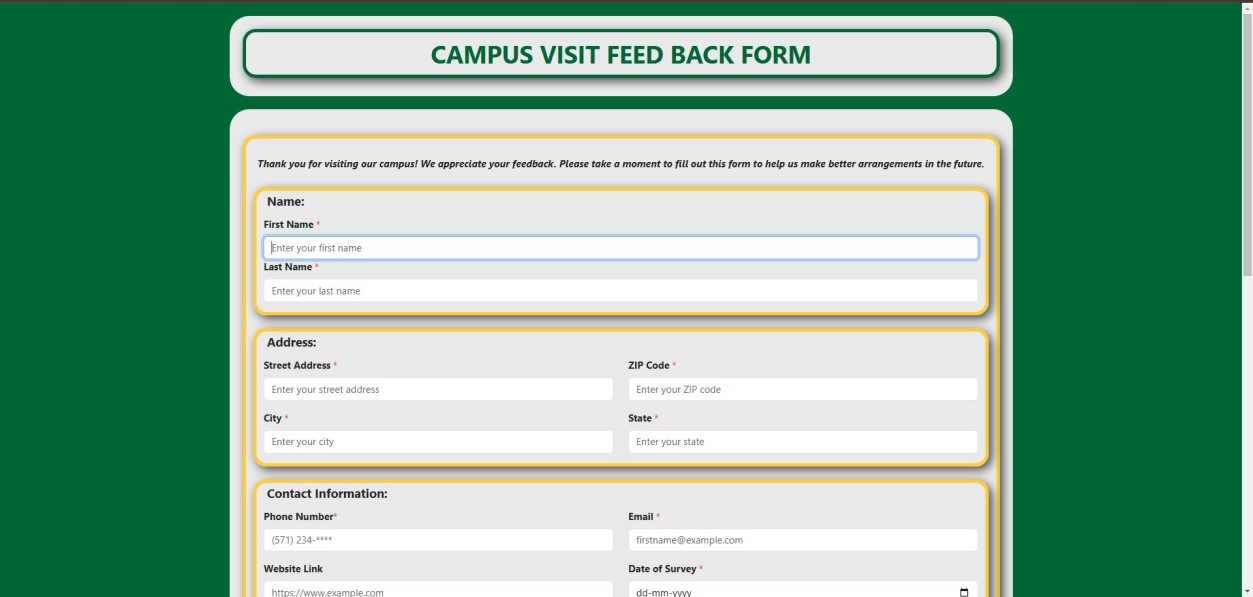 CAMPUS VISIT FEED BACK FORM
Thank you for visiting our campus! We appreciate your feedback. Please take a moment to fill out this form to help us make better arrangements in the future.
Name:
First Name *
Enter your first name
Last Name *
Enter your last name
Address:
Street Address * ZIP Code *
Enter your street address Enter your ZIP code
City * State *
Enter your city Enter your state
Contact Information:
Phone Number* Email *
(571) 234-**** firstname@example.com
Website Link Date of Survey *
https://www.example.com dd-mm-yyyy